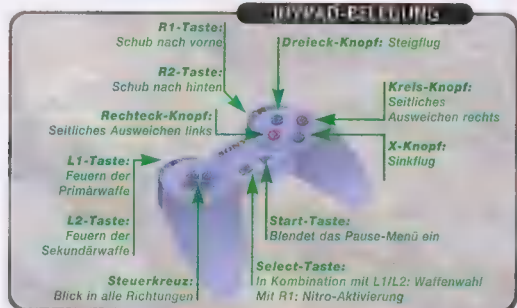 JOYPAD-BELEGUNG
R1-Taste:
Schub nach vorne
Dreieck-Knopf: Steigflug
R2-Taste:
Schub nach hinten
Kreis-Knopf:
Seitliches
Ausweichen rechts
Rechteck-Knopf:
Seitliches Ausweichen links
X-Knopf:
Sinkflug
L1-Taste:
Feuern der
Primärwaffe
L2-Taste:
Feuern der
Sekundärwaffe
Start-Taste:
Blendet das Pause-Menü ein
Steuerkreuz:
Blick in alle Richtungen
Select-Taste:
In Kombination mit L1/L2: Waffenwahl
Mit R1: Nitro-Aktivierung